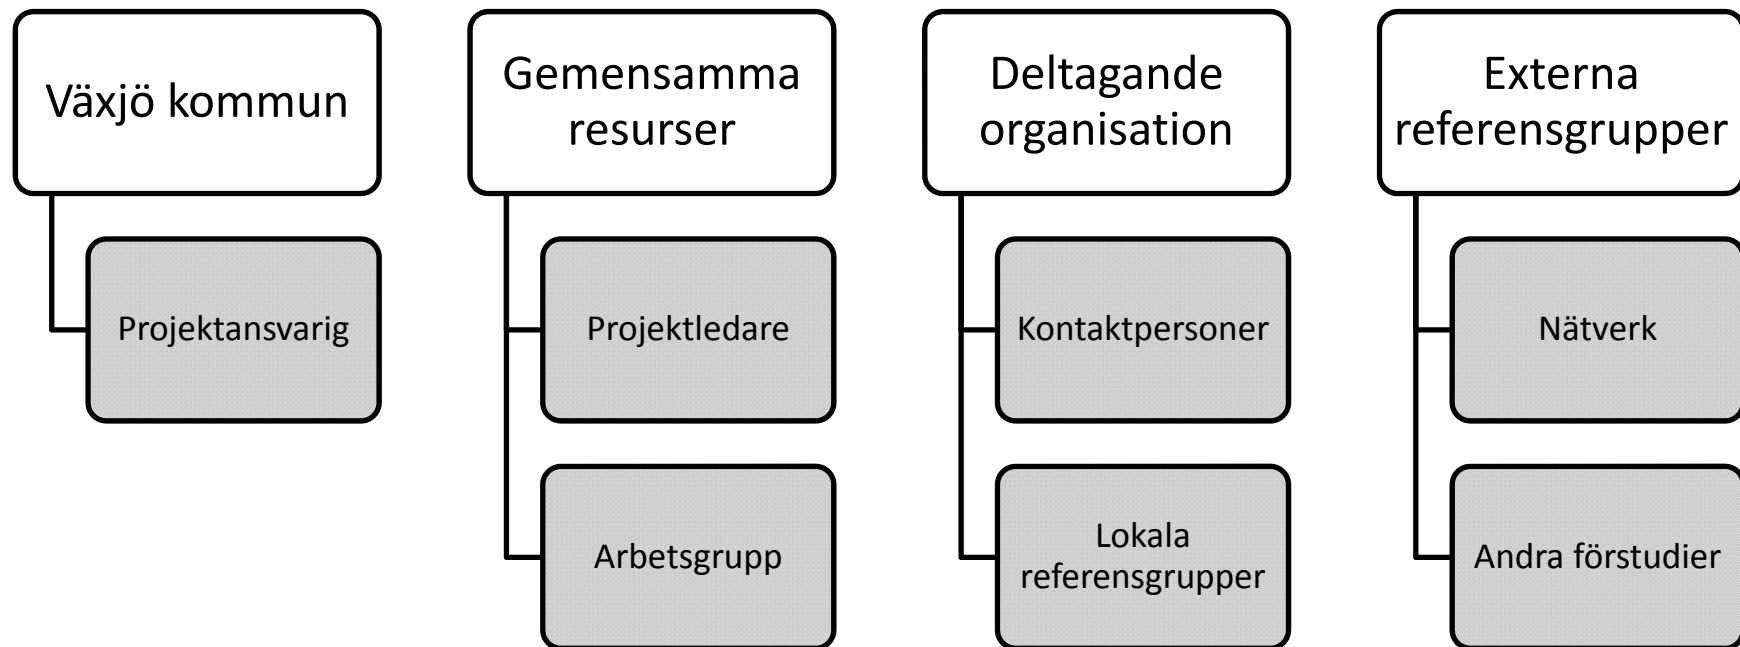 Växjö kommun
Projektansvarig
Gemensamma
resurser
Projektledare
Arbetsgrupp
Deltagande
organisation
Kontaktpersoner
Lokala
referensgrupper
Externa
referensgrupper
Nätverk
Andra förstudier